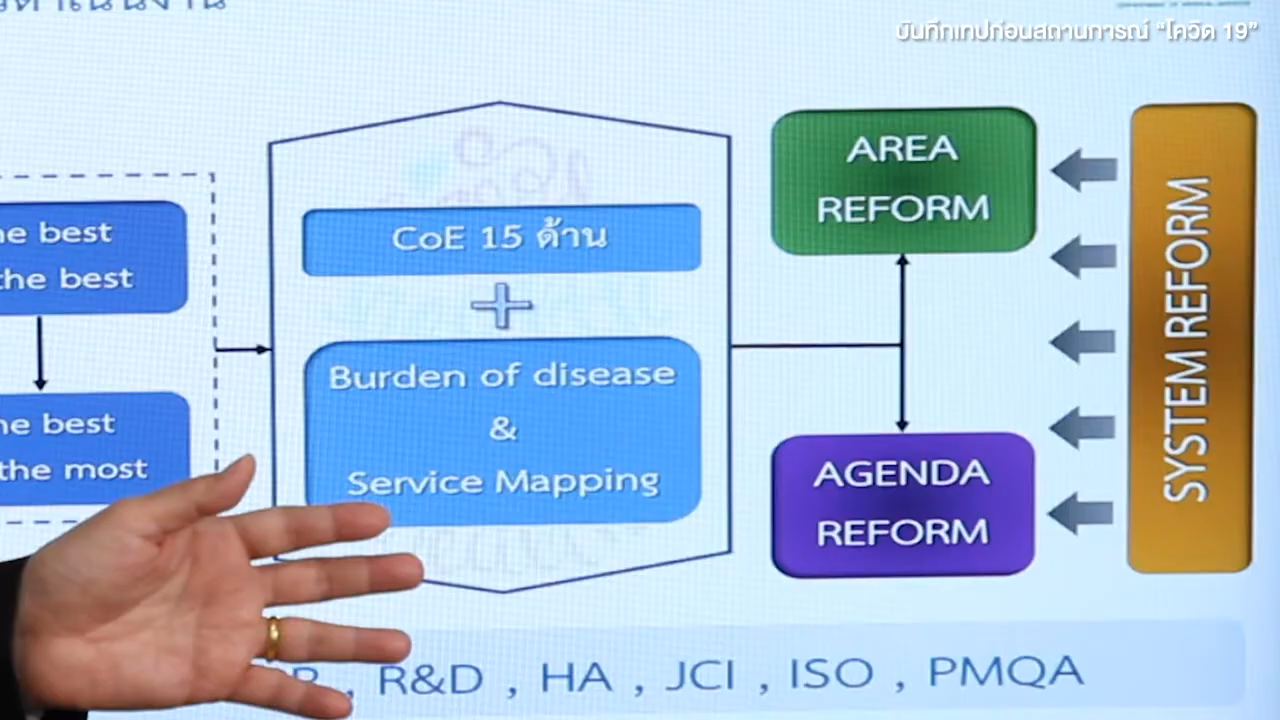 บันทึกเทปก่อนสถานการณ์ “โควิด 19”
he best
the best
he best
the most
CoE 15 ด้าน
+
Burden of disease
&
Service Mapping
AREA
REFORM
AGENDA
REFORM
SYSTEM REFORM
, R&D , HA , JCI , ISO , PMQA